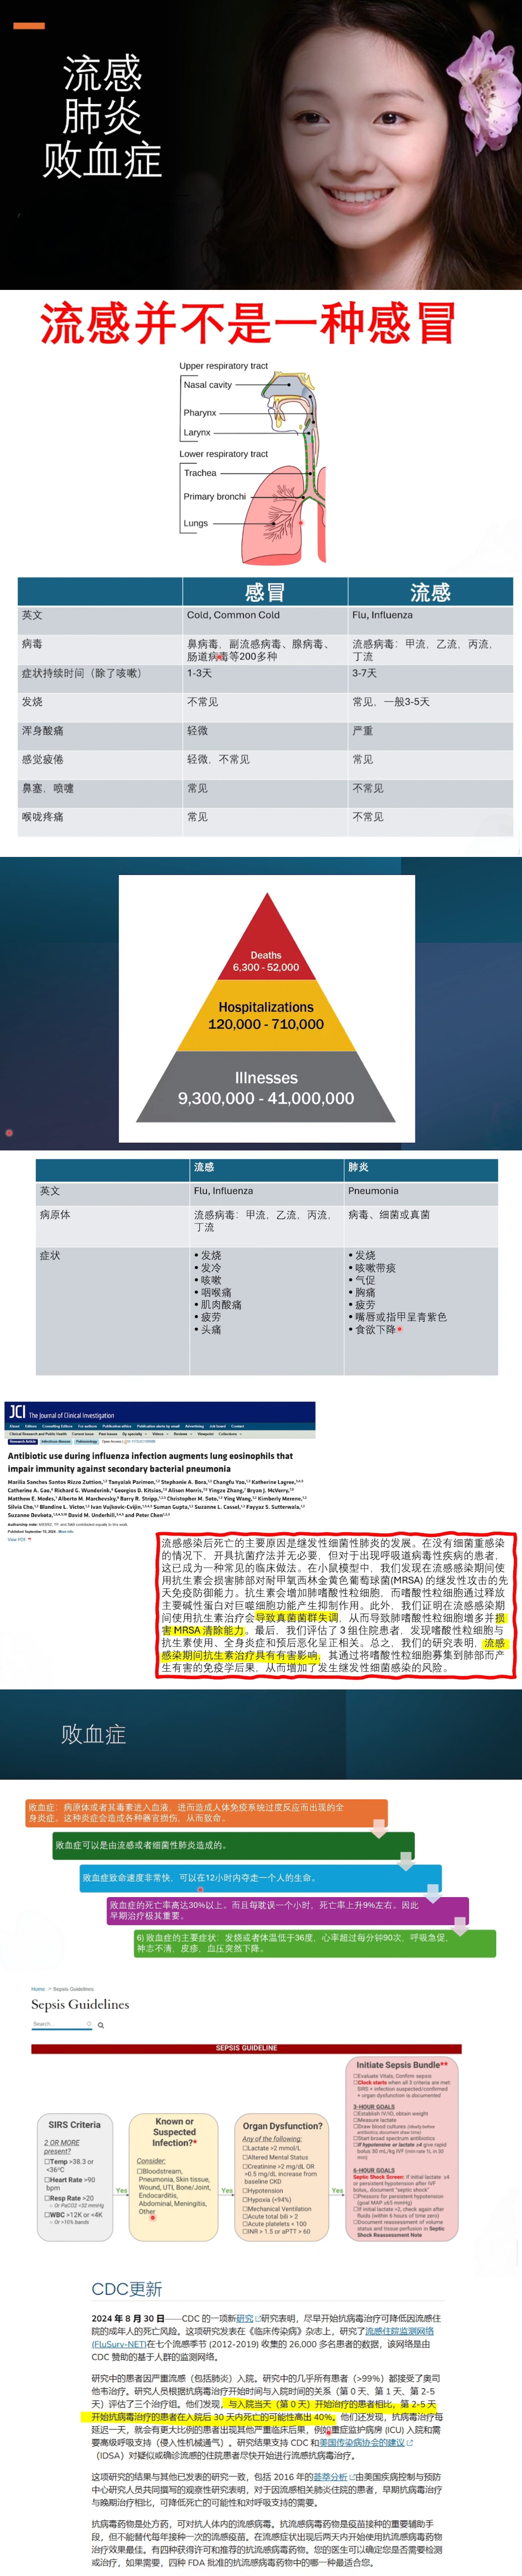 流感
肺炎
败血症
流感并不是一种感冒
Upper respiratory tract
Nasal cavity
Pharynx
Larynx
Lower respiratory tract
Trachea
Primary bronchi
Lungs
感冒 流感
英文 Cold, Common Cold Flu, Influenza
病毒 鼻病毒，副流感病毒、腺病毒、 流感病毒：甲流，乙流，丙流，
肠道病毒等200多种 丁流
症状持续时间（除了咳嗽） 1-3天 3-7天
发烧 不常见 常见，一般3-5天
浑身酸痛 轻微 严重
感觉疲倦 轻微，不常见 常见
鼻塞，喷嚏 常见 不常见
喉咙疼痛 常见 不常见
Deaths
6,300 - 52,000
Hospitalizations
120,000 - 710,000
Illnesses
9,300,000 - 41,000,000
流感 肺炎
英文 Flu, Influenza Pneumonia
病原体 流感病毒：甲流，乙流，丙流， 病毒、细菌或真菌
丁流
症状 • 发烧 • 发烧
• 发冷 • 咳嗽带痰
• 咳嗽 • 气促
• 咽喉痛 • 胸痛
• 肌肉酸痛 • 疲劳
• 疲劳 • 嘴唇或指甲呈青紫色
• 头痛 • 食欲下降
JCI The Journal of Clinical Investigation
Antibiotic use during influenza infection augments lung eosinophils that
impair immunity against secondary bacterial pneumonia
流感感染后死亡的主要原因是继发性细菌性肺炎的发展。在没有细菌重感染
的情况下，开具抗菌疗法并无必要，但对于出现呼吸道病毒性疾病的患者，
这已成为一种常见的临床做法。在小鼠模型中，我们发现在流感感染期间使
用抗生素会损害肺部对耐甲氧西林金黄色葡萄球菌(MRSA) 的继发性攻击的先
天免疫防御能力。抗生素会增加肺嗜酸性粒细胞，而嗜酸性粒细胞通过释放
主要碱性蛋白对巨噬细胞功能产生抑制作用。此外，我们证明在流感感染期
间使用抗生素治疗会导致真菌菌群失调，从而导致肺嗜酸性粒细胞增多并损
害 MRSA 清除能力。最后，我们评估了 3 组住院患者，发现嗜酸性粒细胞与
抗生素使用、全身炎症和预后恶化呈正相关。总之，我们的研究表明，流感
感染期间抗生素治疗具有有害影响，其通过将嗜酸性粒细胞募集到肺部而产
生有害的免疫学后果，从而增加了发生继发性细菌感染的风险。
败血症
败血症：病原体或者其毒素进入血液，进而造成人体免疫系统过度反应而出现的全
身炎症，这种炎症会造成各种器官损伤，从而致命。
败血症可以是由流感或者细菌性肺炎造成的。
败血症致命速度非常快，可以在12小时内夺走一个人的生命。
败血症的死亡率高达30%以上。而且每耽误一个小时，死亡率上升9%左右。因此
早期治疗极其重要。
6) 败血症的主要症状：发烧或者体温低于36度，心率超过每分钟90次，呼吸急促，
神志不清，皮疹，血压突然下降。
Home > Sepsis Guidelines
Sepsis Guidelines
Search...
SEPSIS GUIDELINE
SIRS Criteria
2 OR MORE
present?
☐Temp >38.3 or
<36°C
☐Heart Rate >90
bpm
☐Resp Rate >20
○ Or PaCO2 <32 mmHg
☐WBC >12K or <4K
○ Or >10% bands
Yes
Known or
Suspected
Infection?*
Consider:
☐Bloodstream,
Pneumonia, Skin tissue,
Wound, UTI, Bone/Joint,
Endocarditis,
Abdominal, Meningitis,
Other
Yes
Organ Dysfunction?
Any of the following:
☐Lactate >2 mmol/L
☐Altered Mental Status
☐Creatinine >2 mg/dL OR
>0.5 mg/dL increase from
baseline CKD
☐Hypotension
☐Hypoxia (<94%)
☐Mechanical Ventilation
☐Acute total bili > 2
☐Acute platelets < 100
☐INR > 1.5 or aPTT > 60
Yes
Initiate Sepsis Bundle**
☐Evaluate Vitals, Confirm sepsis
☐Clock starts when all 3 criteria are met:
SIRS + infection suspected/confirmed
+ organ dysfunction is documented
3-HOUR GOALS
☐Establish IV/IO, obtain weight
☐Measure lactate
☐Draw blood cultures (ideally before
antibiotics, document draw time)
☐Start broad spectrum antibiotics
☐If hypotensive or lactate ≥4 give rapid
bolus 30 mL/kg IVF (min rate 1L in 30
min)
6-HOUR GOALS
Septic Shock Screen: If initial lactate ≥4
or persistent hypotension after IVF
bolus, document "septic shock"
☐Pressors for persistent hypotension
(goal MAP ≥65 mmHg)
☐If initial lactate >2, check again after
fluids (within 6 hours of time zero)
☐Document reassessment of volume
status and tissue perfusion in Septic
Shock Reassessment Note
CDC更新
2024 年 8 月 30 日——CDC 的一项新研究研究表明，尽早开始抗病毒治疗可降低因流感住
院的成年人的死亡风险。这项研究发表在《临床传染病》杂志上，研究了流感住院监测网络
(FluSurv-NET)在七个流感季节 (2012-2019) 收集的 26,000 多名患者的数据，该网络是由
CDC 赞助的基于人群的监测网络。
研究中的患者因严重流感（包括肺炎）入院。研究中的几乎所有患者（>99%）都接受了奥司
他韦治疗。研究人员根据抗病毒治疗开始时间与入院时间的关系（第 0 天、第 1 天、第 2-5
天）评估了三个治疗组。他们发现，与入院当天（第 0 天）开始治疗的患者相比，第 2-5 天
开始抗病毒治疗的患者在入院后 30 天内死亡的可能性高出 40%。他们还发现，抗病毒治疗每
延迟一天，就会有更大比例的患者出现其他严重临床后果，例如重症监护病房 (ICU) 入院和需
要高级呼吸支持（侵入性机械通气）。研究结果支持 CDC 和美国传染病协会的建议
（IDSA）对疑似或确诊流感的住院患者尽快开始进行流感抗病毒治疗。
这项研究的结果与其他已发表的研究一致，包括 2016 年的荟萃分析由美国疾病控制与预防
中心研究人员共同撰写的观察性研究表明，对于因流感相关肺炎住院的患者，早期抗病毒治疗
与晚期治疗相比，可降低死亡的可能性和对呼吸支持的需要。
抗病毒药物是处方药，可对抗人体内的流感病毒。抗流感病毒药物是疫苗接种的重要辅助手
段，但不能替代每年接种一次的流感疫苗。在流感症状出现后两天内开始使用抗流感病毒药物
治疗效果最佳。有四种获得许可和推荐的抗流感病毒药物。您的医生可以确定您是否需要检测
或治疗，如果需要，四种 FDA 批准的抗流感病毒药物中的哪一种最适合您。